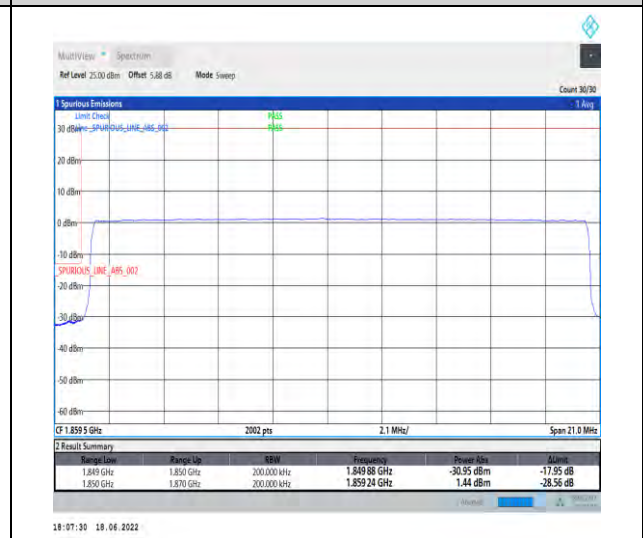 MultiView Spectrum
Ref Level 25.00 dBm Offset 5.88 dB Mode Sweep
Count 30/30
1 Spurious Emissions 1 Avg
Limit Check PASS
30 dBm Line _SPURIOUS_LINE_ABS_002 PASS
20 dBm
10 dBm
0 dBm
-10 dBm
_SPURIOUS_LINE_ABS_002
-20 dBm
-30 dBm
-40 dBm
-50 dBm
-60 dBm
CF 1.859 5 GHz 2002 pts 2.1 MHz/ Span 21.0 MHz
2 Result Summary
Range Low Range Up RBW Frequency Power Abs ΔLimit
1.849 GHz 1.850 GHz 200.000 kHz 1.849 88 GHz -30.95 dBm -17.95 dB
1.850 GHz 1.870 GHz 200.000 kHz 1.859 24 GHz 1.44 dBm -28.56 dB
18:07:30 18.06.2022